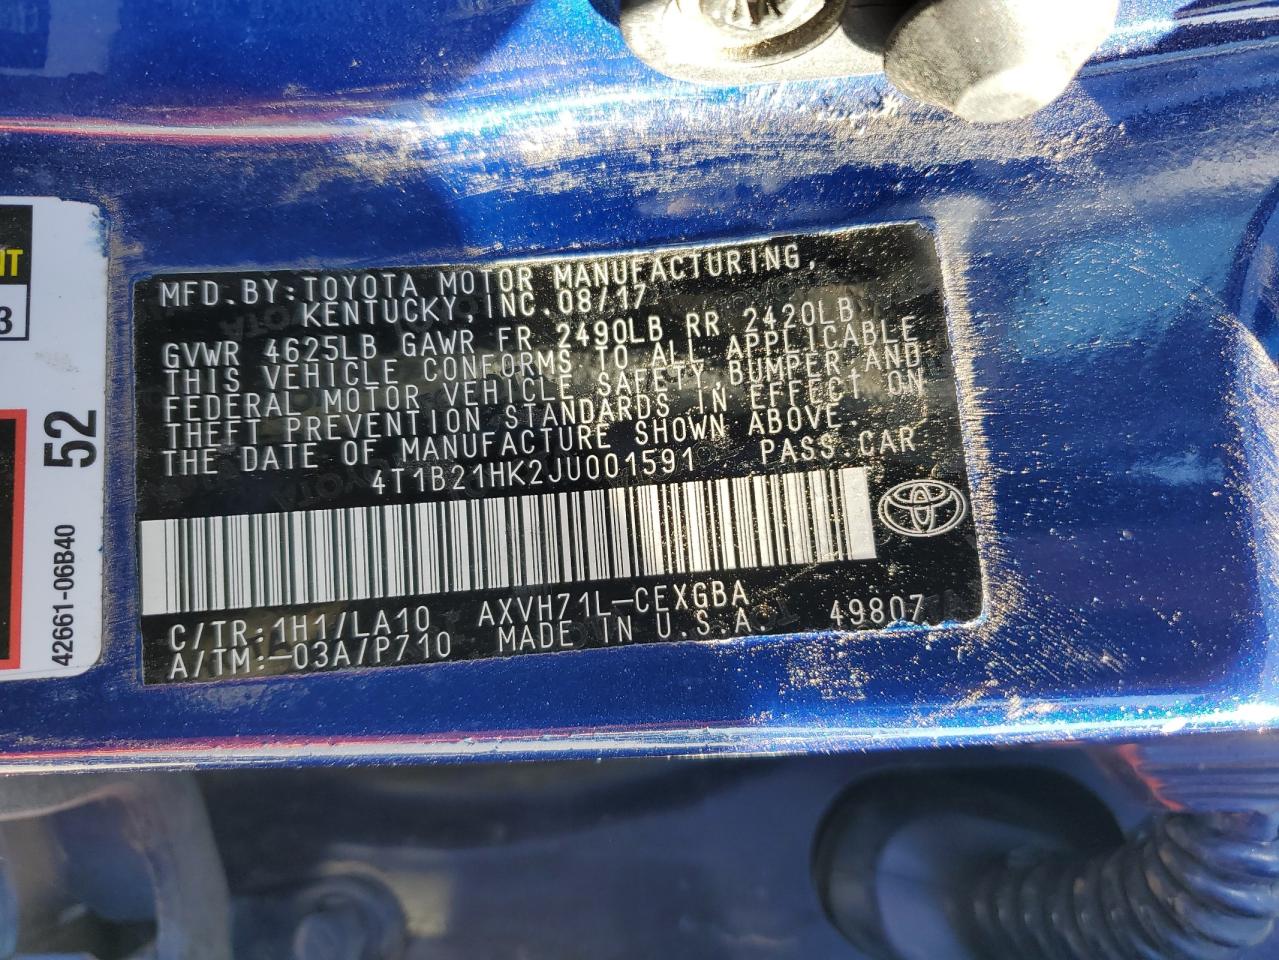 NT
3
52
42661-06B40
MFD.BY:TOYOTA MOTOR MANUFACTURING,
KENTUCKY, INC.08/17
GVWR 4625LB GAWR FR 2490LB RR 2420LB
THIS VEHICLE CONFORMS TO ALL APPLICABLE
FEDERAL MOTOR VEHICLE SAFETY,BUMPER,AND
THEFT PREVENTION STANDARDS IN EFFECT ON
THE DATE OF MANUFACTURE SHOWN ABOVE.
4T1B21HK2JU001591 PASS.CAR
C/TR:1H1/LA10 AXVH71L-CEXGBA 49807
A/TM:-03A/P710 MADE IN U.S.A.